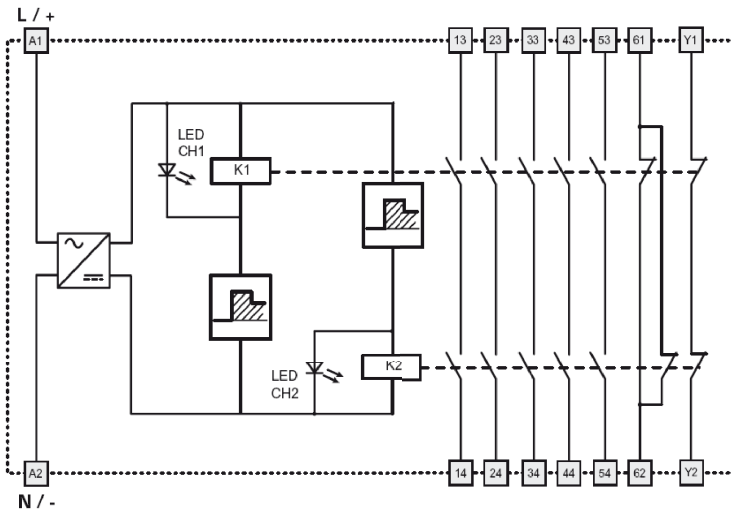 L / +
A1 13 23 33 43 53 61 Y1
LED
CH1
K1
K2
LED
CH2
A2 14 24 34 44 54 62 Y2
N / -